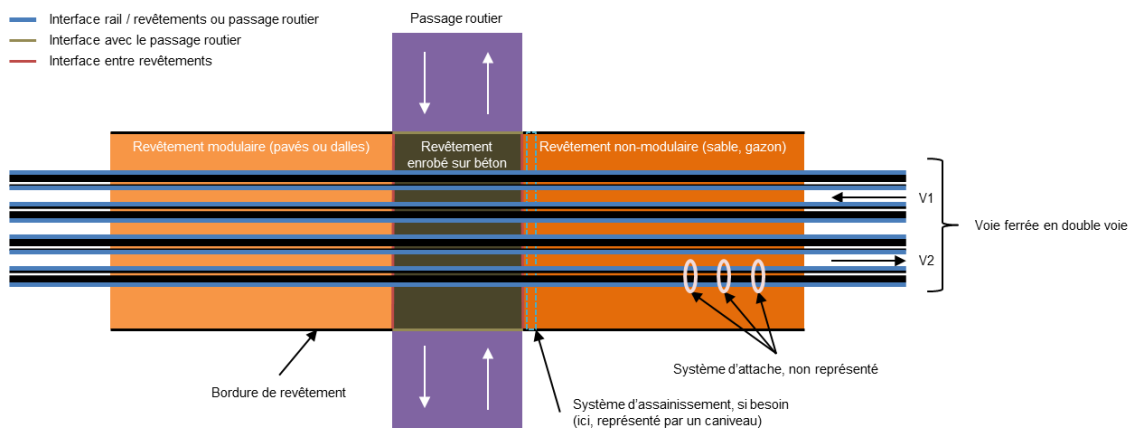 Interface rail / revêtements ou passage routier
Interface avec le passage routier
Interface entre revêtements
Passage routier
Revêtement modulaire (pavés ou dalles)
Revêtement
enrobé sur béton
Revêtement non-modulaire (sable, gazon)
V1
Voie ferrée en double voie
V2
Bordure de revêtement
Système d'attache, non représenté
Système d'assainissement, si besoin
(ici, représenté par un caniveau)